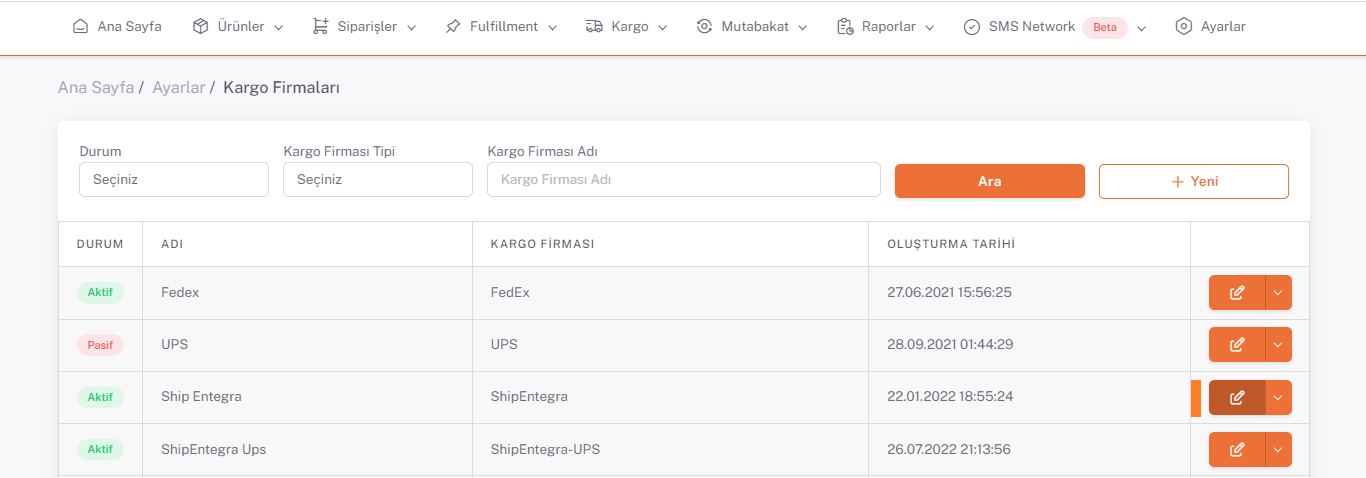 Ana Sayfa Ürünler Siparişler Fulfillment Kargo Mutabakat Raporlar SMS Network Beta Ayarlar
Ana Sayfa / Ayarlar / Kargo Firmaları
Durum Kargo Firması Tipi Kargo Firması Adı
Seçiniz Seçiniz Kargo Firması Adı Ara + Yeni
DURUM ADI KARGO FİRMASI OLUŞTURMA TARİHİ
Aktif Fedex FedEx 27.06.2021 15:56:25
Pasif UPS UPS 28.09.2021 01:44:29
Aktif Ship Entegra ShipEntegra 22.01.2022 18:55:24
Aktif ShipEntegra Ups ShipEntegra-UPS 26.07.2022 21:13:56